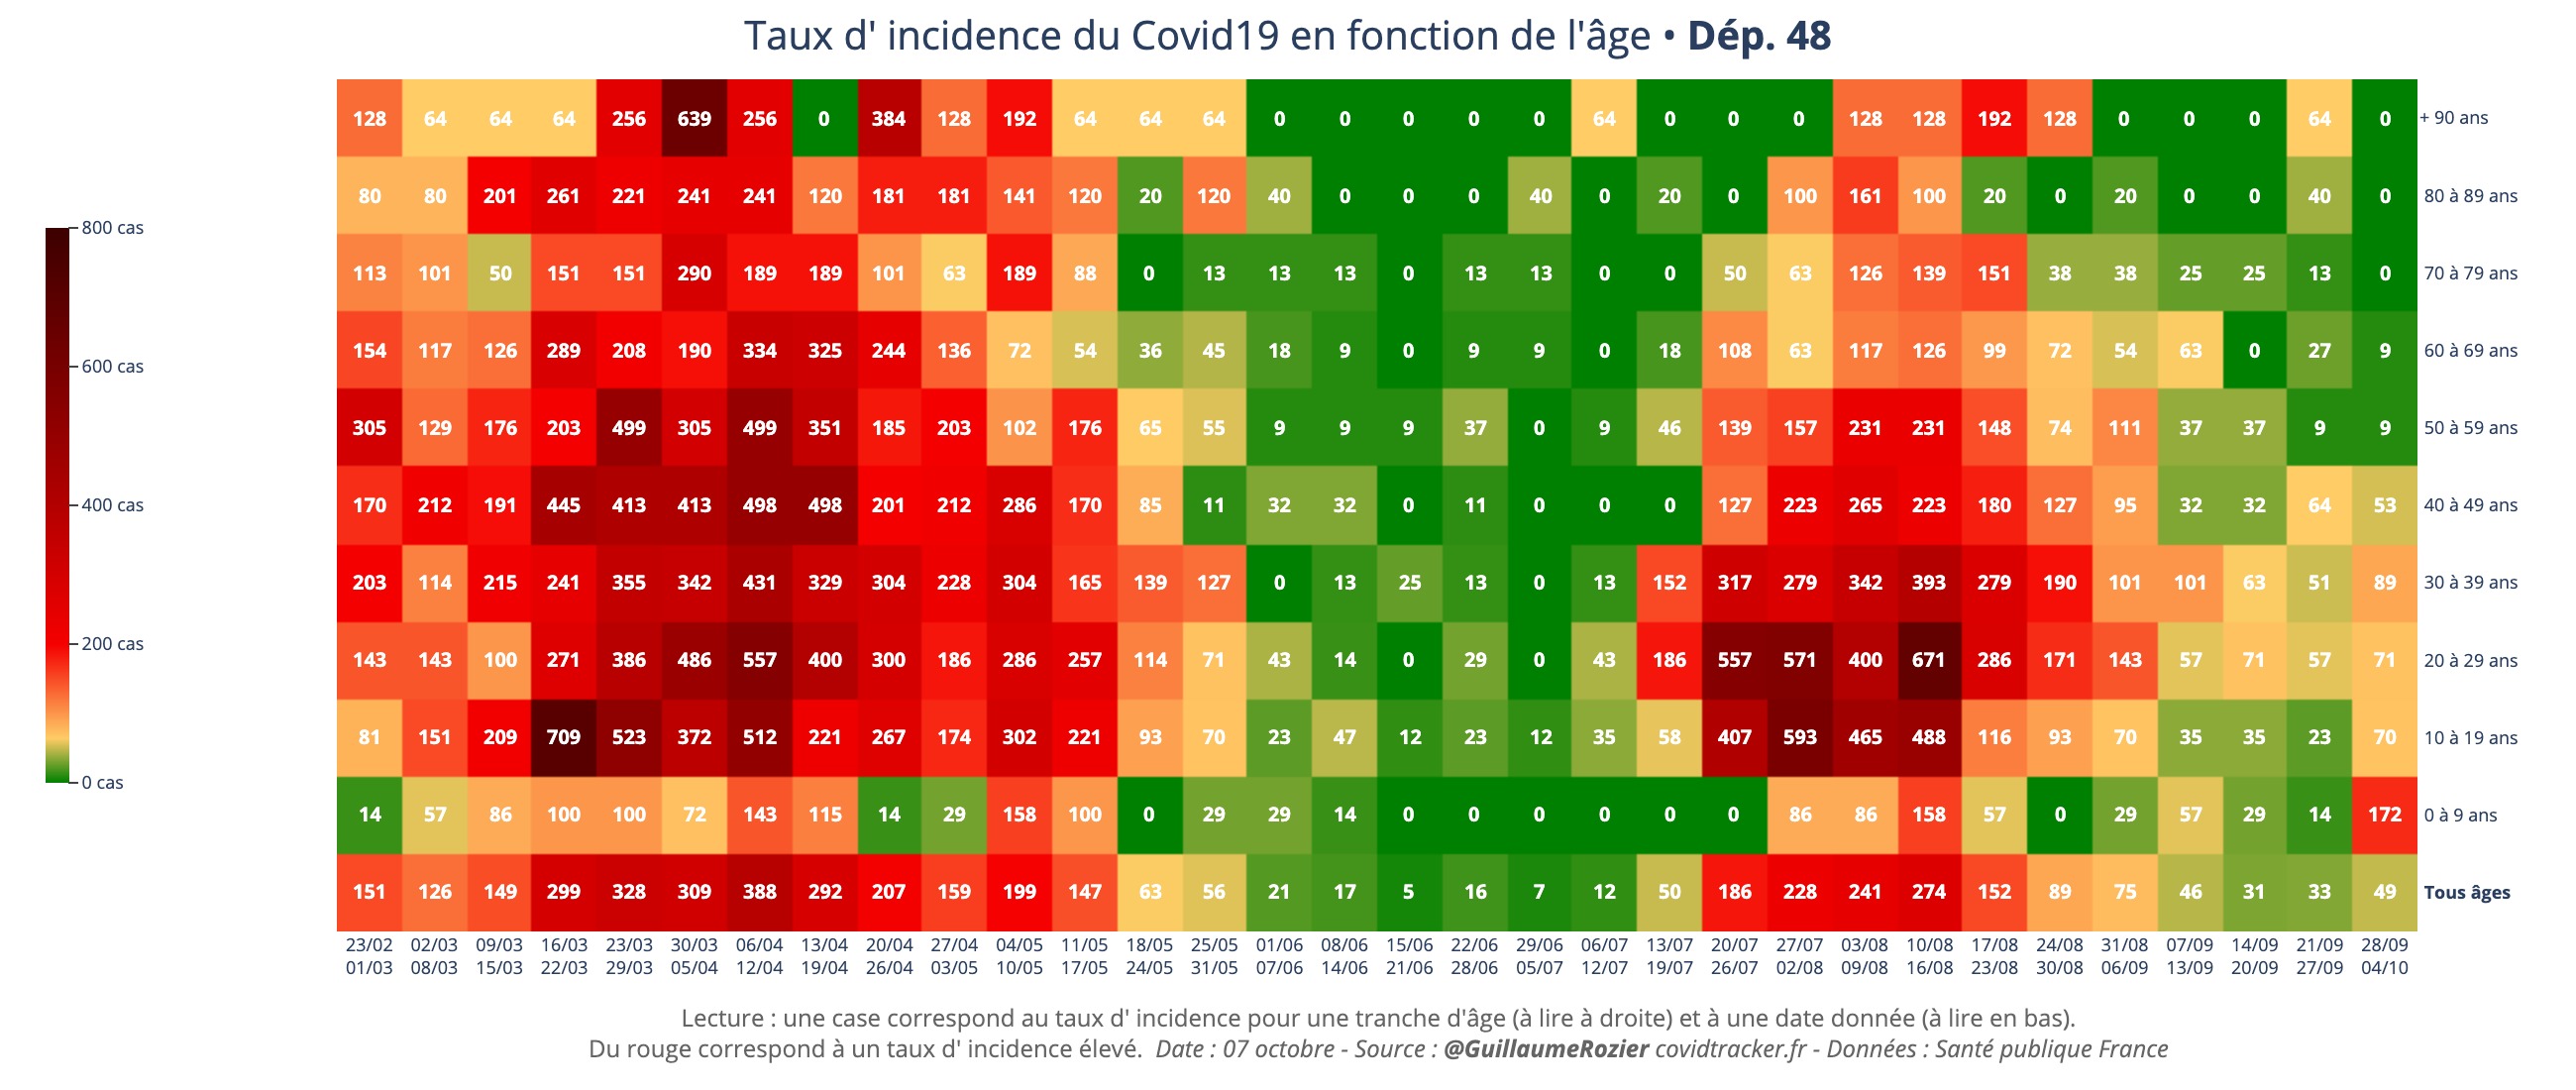 Taux d' incidence du Covid19 en fonction de l'âge • Dép. 48
128 64 64 64 256 639 256 0 384 128 192 64 64 64 0 0 0 0 0 64 0 0 0 128 128 192 128 0 0 0 64 0 + 90 ans
80 80 201 261 221 241 241 120 181 181 141 120 20 120 40 0 0 0 40 0 20 0 100 161 100 20 0 20 0 0 40 0 80 à 89 ans
800 cas
113 101 50 151 151 290 189 189 101 63 189 88 0 13 13 13 0 13 13 0 0 50 63 126 139 151 38 38 25 25 13 0 70 à 79 ans
154 117 126 289 208 190 334 325 244 136 72 54 36 45 18 9 0 9 9 0 18 108 63 117 126 99 72 54 63 0 27 9 60 à 69 ans
600 cas
305 129 176 203 499 305 499 351 185 203 102 176 65 55 9 9 9 37 0 9 46 139 157 231 231 148 74 111 37 37 9 9 50 à 59 ans
400 cas
170 212 191 445 413 413 498 498 201 212 286 170 85 11 32 32 0 11 0 0 0 127 223 265 223 180 127 95 32 32 64 53 40 à 49 ans
203 114 215 241 355 342 431 329 304 228 304 165 139 127 0 13 25 13 0 13 152 317 279 342 393 279 190 101 101 63 51 89 30 à 39 ans
200 cas
143 143 100 271 386 486 557 400 300 186 286 257 114 71 43 14 0 29 0 43 186 557 571 400 671 286 171 143 57 71 57 71 20 à 29 ans
81 151 209 709 523 372 512 221 267 174 302 221 93 70 23 47 12 23 12 35 58 407 593 465 488 116 93 70 35 35 23 70 10 à 19 ans
0 cas
14 57 86 100 100 72 143 115 14 29 158 100 0 29 29 14 0 0 0 0 0 0 86 86 158 57 0 29 57 29 14 172 0 à 9 ans
151 126 149 299 328 309 388 292 207 159 199 147 63 56 21 17 5 16 7 12 50 186 228 241 274 152 89 75 46 31 33 49 Tous âges
23/02 02/03 09/03 16/03 23/03 30/03 06/04 13/04 20/04 27/04 04/05 11/05 18/05 25/05 01/06 08/06 15/06 22/06 29/06 06/07 13/07 20/07 27/07 03/08 10/08 17/08 24/08 31/08 07/09 14/09 21/09 28/09
01/03 08/03 15/03 22/03 29/03 05/04 12/04 19/04 26/04 03/05 10/05 17/05 24/05 31/05 07/06 14/06 21/06 28/06 05/07 12/07 19/07 26/07 02/08 09/08 16/08 23/08 30/08 06/09 13/09 20/09 27/09 04/10
Lecture : une case correspond au taux d' incidence pour une tranche d'âge (à lire à droite) et à une date donnée (à lire en bas).
Du rouge correspond à un taux d' incidence élevé. Date : 07 octobre - Source : @GuillaumeRozier covidtracker.fr - Données : Santé publique France